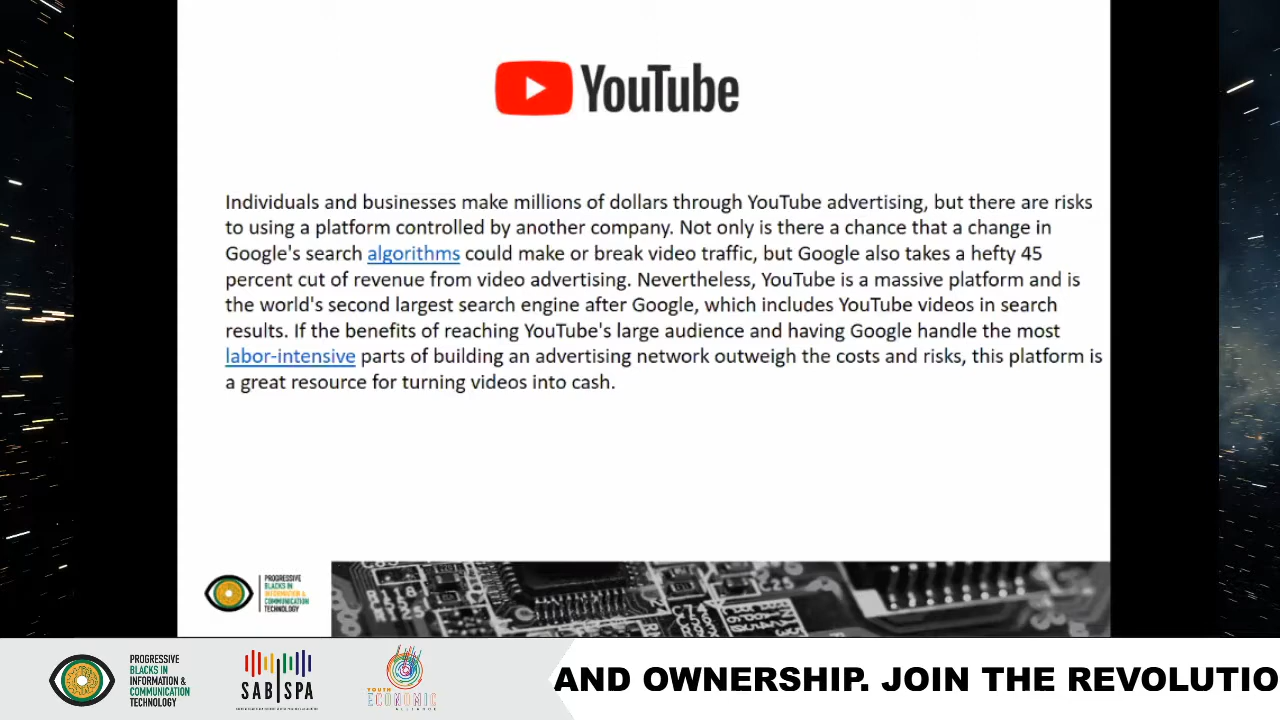 YouTube
Individuals and businesses make millions of dollars through YouTube advertising, but there are risks
to using a platform controlled by another company. Not only is there a chance that a change in
Google's search algorithms could make or break video traffic, but Google also takes a hefty 45
percent cut of revenue from video advertising. Nevertheless, YouTube is a massive platform and is
the world's second largest search engine after Google, which includes YouTube videos in search
results. If the benefits of reaching YouTube's large audience and having Google handle the most
labor-intensive parts of building an advertising network outweigh the costs and risks, this platform is
a great resource for turning videos into cash.
PROGRESSIVE
BLACKS IN
INFORMATION &
COMMUNICATION
TECHNOLOGY
PROGRESSIVE
BLACKS IN
INFORMATION &
COMMUNICATION
TECHNOLOGY
SAB|SPA
YOUTH
ECONOMIC
ALLIANCE
AND OWNERSHIP. JOIN THE REVOLUTIO